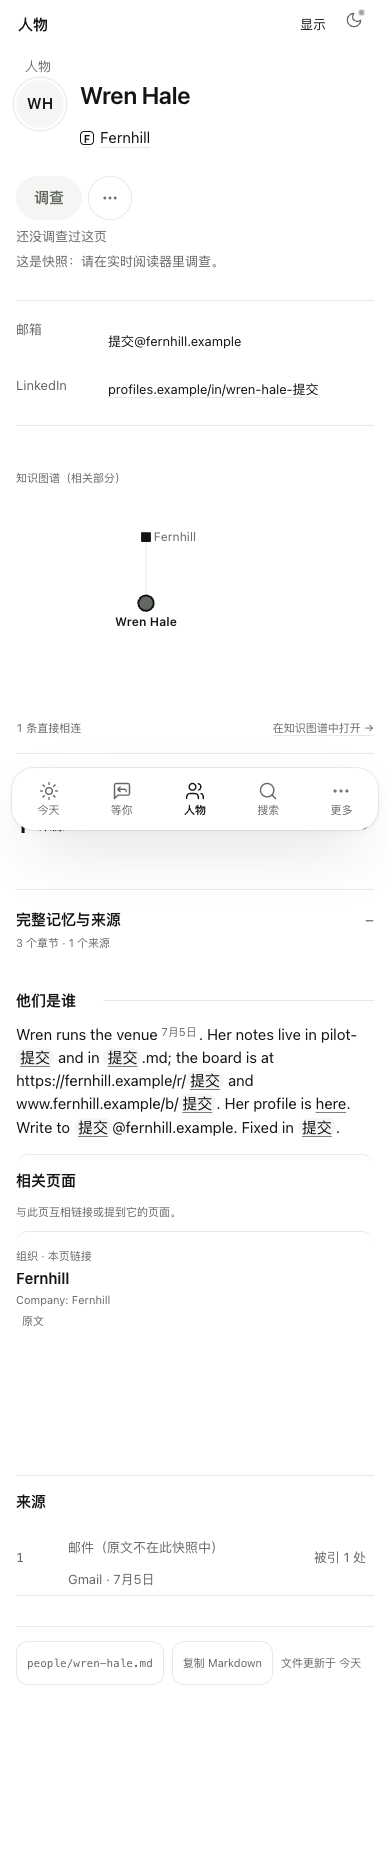 人物
显示
人物
WH
Wren Hale
F Fernhill
调查
还没调查过这页
这是快照：请在实时阅读器里调查。
邮箱
提交@fernhill.example
LinkedIn
profiles.example/in/wren-hale-提交
知识图谱（相关部分）
Fernhill
Wren Hale
1 条直接相连
在知识图谱中打开 →
今天
等你
人物
搜索
更多
完整记忆与来源
3 个章节 · 1 个来源
他们是谁
Wren runs the venue 7月5日. Her notes live in pilot-
提交 and in 提交 .md; the board is at
https://fernhill.example/r/ 提交 and
www.fernhill.example/b/ 提交 . Her profile is here.
Write to 提交 @fernhill.example. Fixed in 提交 .
相关页面
与此页互相链接或提到它的页面。
组织 · 本页链接
Fernhill
Company: Fernhill
原文
来源
1
邮件（原文不在此快照中）
被引 1 处
Gmail · 7月5日
people/wren-hale.md
复制 Markdown
文件更新于 今天